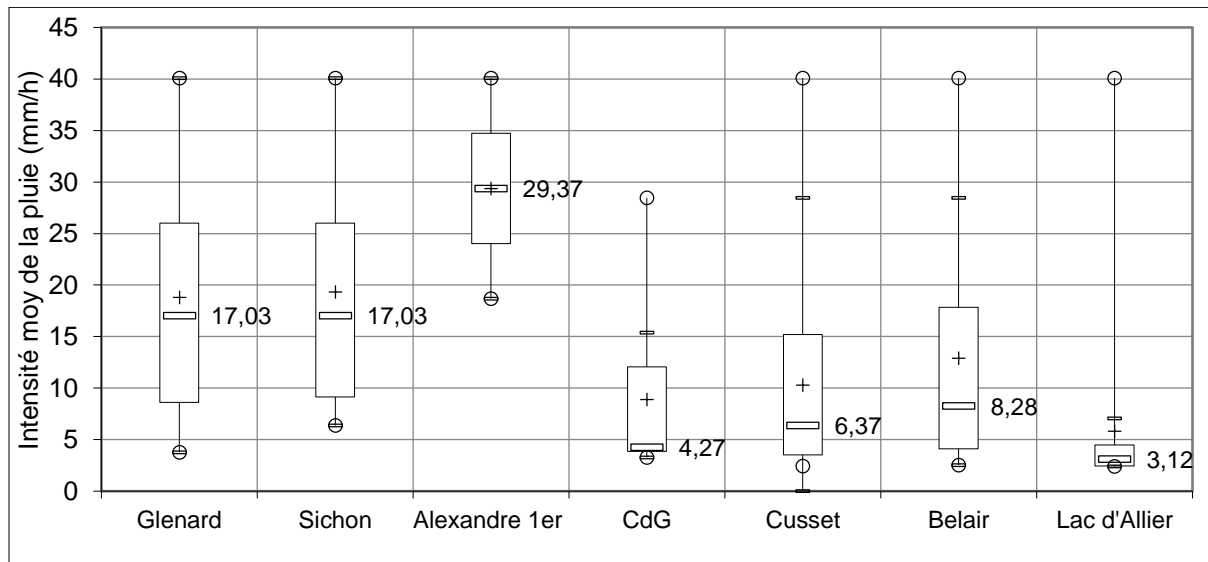 Intensité moy de la pluie (mm/h)
45
40
35
30
25
20
15
10
5
0
17,03
17,03
29,37
4,27
6,37
8,28
3,12
Glenard
Sichon
Alexandre 1er
CdG
Cusset
Belair
Lac d'Allier